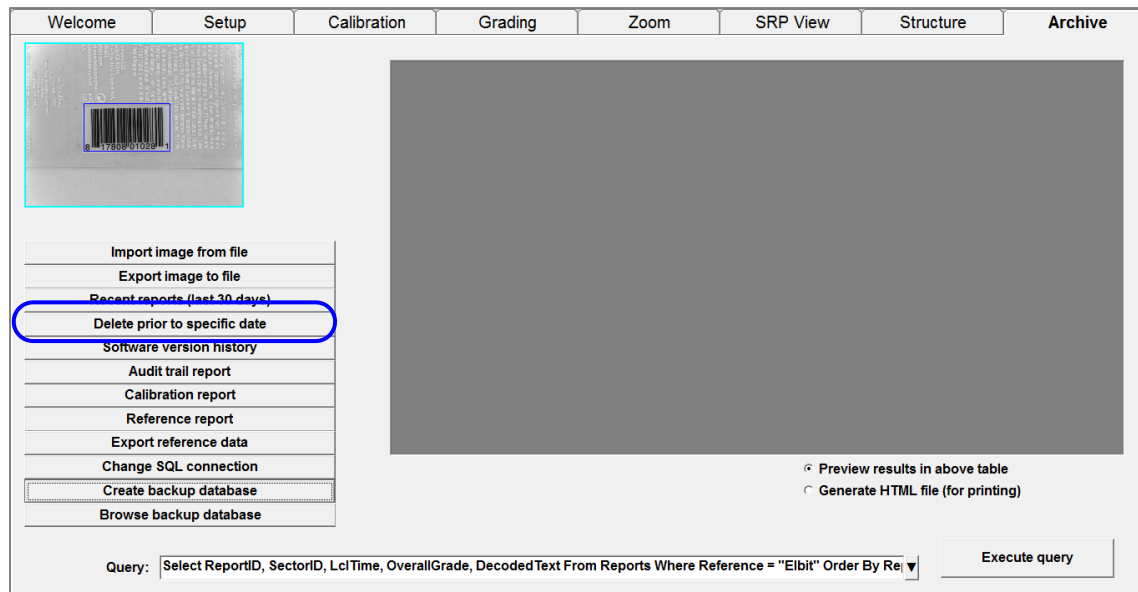 Welcome Setup Calibration Grading Zoom SRP View Structure Archive
8 17808 01028 1
Import image from file
Export image to file
Recent reports (last 30 days)
Delete prior to specific date
Software version history
Audit trail report
Calibration report
Reference report
Export reference data
Change SQL connection
Create backup database
Browse backup database
Preview results in above table
Generate HTML file (for printing)
Query: Select ReportID, SectorID, LclTime, OverallGrade, DecodedText From Reports Where Reference = "Elbit" Order By Re
Execute query